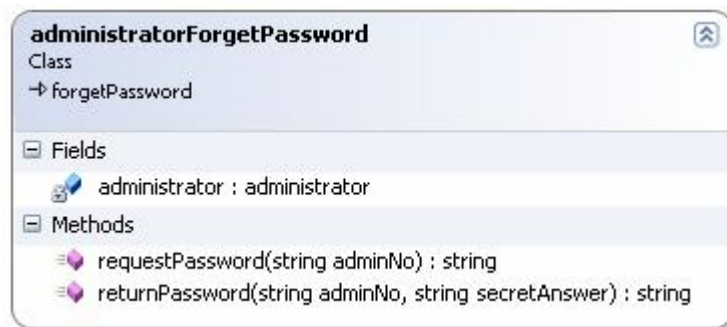 administratorForgetPassword
Class
forgetPassword
Fields
administrator : administrator
Methods
requestPassword(string adminNo) : string
returnPassword(string adminNo, string secretAnswer) : string